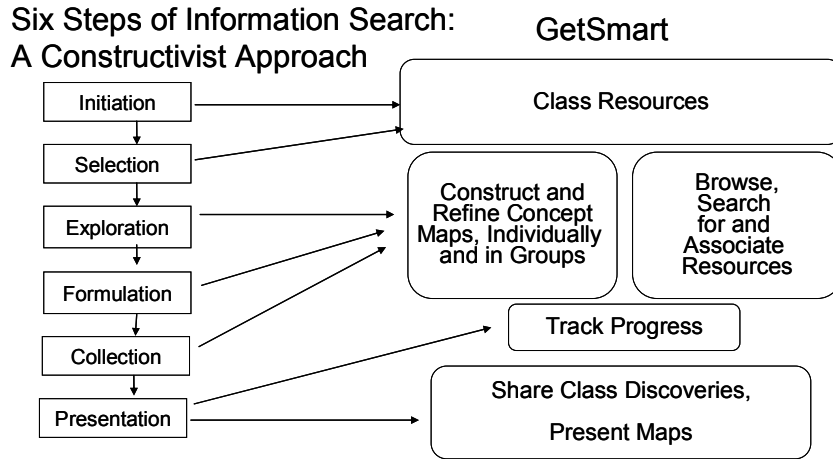 Six Steps of Information Search:
A Constructivist Approach
GetSmart
Initiation
Selection
Exploration
Formulation
Collection
Presentation
Class Resources
Construct and
Refine Concept
Maps, Individually
and in Groups
Browse,
Search
for and
Associate
Resources
Track Progress
Share Class Discoveries,
Present Maps